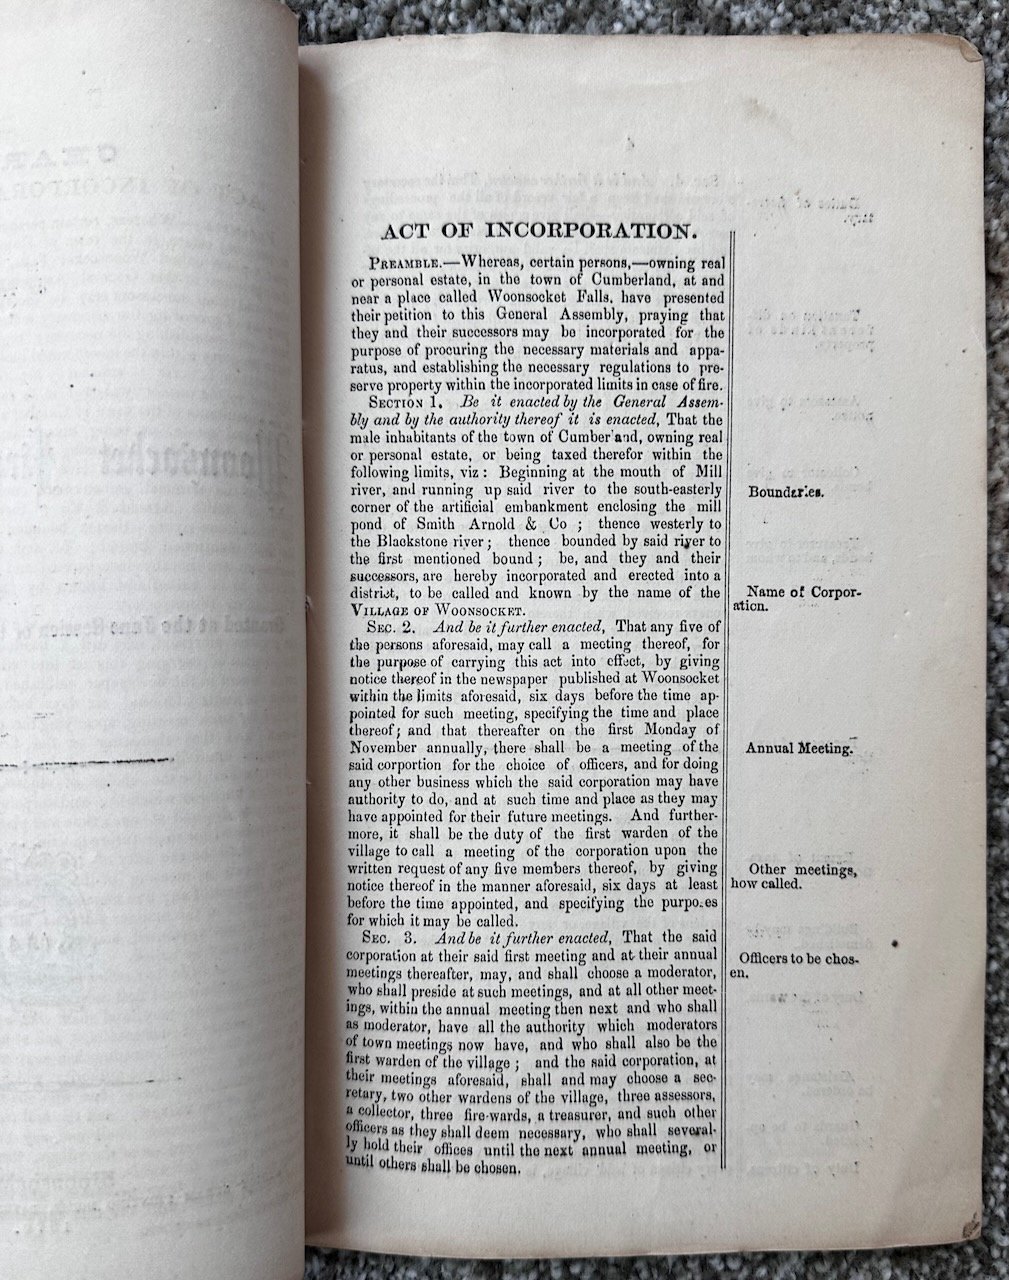 ACT OF INCORPORATION.
PREAMBLE.—Whereas, certain persons,—owning real
or personal estate, in the town of Cumberland, at and
near a place called Woonsocket Falls, have presented
their petition to this General Assembly, praying that
they and their successors may be incorporated for the
purpose of procuring the necessary materials and appa-
ratus, and establishing the necessary regulations to pre-
serve property within the incorporated limits in case of fire.
SECTION 1. Be it enacted by the General Assem-
bly and by the authority thereof it is enacted, That the
male inhabitants of the town of Cumberland, owning real
or personal estate, or being taxed therefor within the
following limits, viz: Beginning at the mouth of Mill
river, and running up said river to the south-easterly
corner of the artificial embankment enclosing the mill
pond of Smith Arnold & Co ; thence westerly to
the Blackstone river; thence bounded by said river to
the first mentioned bound; be, and they and their
successors, are hereby incorporated and erected into a
district, to be called and known by the name of the
VILLAGE OF WOONSOCKET.
SEC. 2. And be it further enacted, That any five of
the persons aforesaid, may call a meeting thereof, for
the purpose of carrying this act into effect, by giving
notice thereof in the newspaper published at Woonsocket
within the limits aforesaid, six days before the time ap-
pointed for such meeting, specifying the time and place
thereof; and that thereafter on the first Monday of
November annually, there shall be a meeting of the
said corportion for the choice of officers, and for doing
any other business which the said corporation may have
authority to do, and at such time and place as they may
have appointed for their future meetings. And further-
more, it shall be the duty of the first warden of the
village to call a meeting of the corporation upon the
written request of any five members thereof, by giving
notice thereof in the manner aforesaid, six days at least
before the time appointed, and specifying the purposes
for which it may be called.
SEC. 3. And be it further enacted, That the said
corporation at their said first meeting and at their annual
meetings thereafter, may, and shall choose a moderator,
who shall preside at such meetings, and at all other meet-
ings, within the annual meeting then next and who shall
as moderator, have all the authority which moderators
of town meetings now have, and who shall also be the
first warden of the village; and the said corporation, at
their meetings aforesaid, shall and may choose a sec-
retary, two other wardens of the village, three assessors,
a collector, three fire-wards, a treasurer, and such other
officers as they shall deem necessary, who shall several-
ly hold their offices until the next annual meeting, or
until others shall be chosen.
Boundaries.
Name of Corpor-
ation.
Annual Meeting.
Other meetings,
how called.
Officers to be chos-
en.